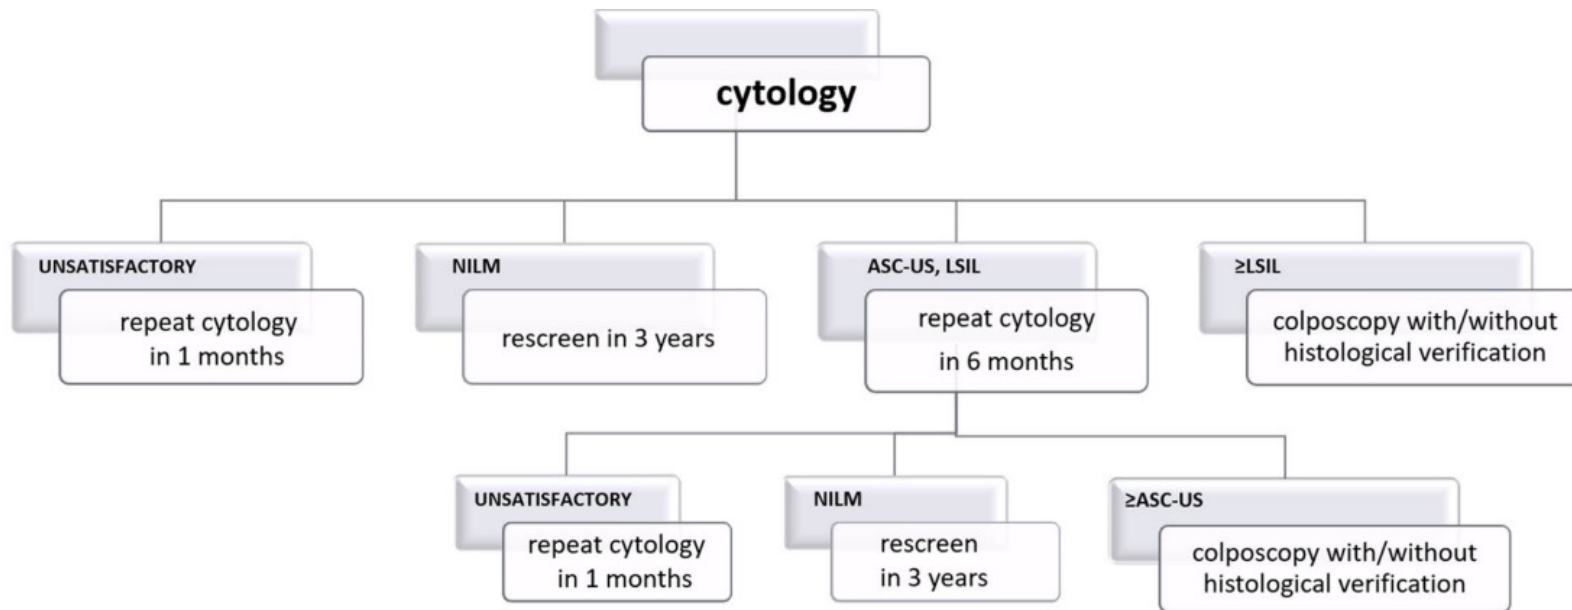 cytology
UNSATISFACTORY
repeat cytology
in 1 months
NILM
rescreen in 3 years
ASC-US, LSIL
repeat cytology
in 6 months
≥LSIL
colposcopy with/without
histological verification
UNSATISFACTORY
repeat cytology
in 1 months
NILM
rescreen
in 3 years
≥ASC-US
colposcopy with/without
histological verification